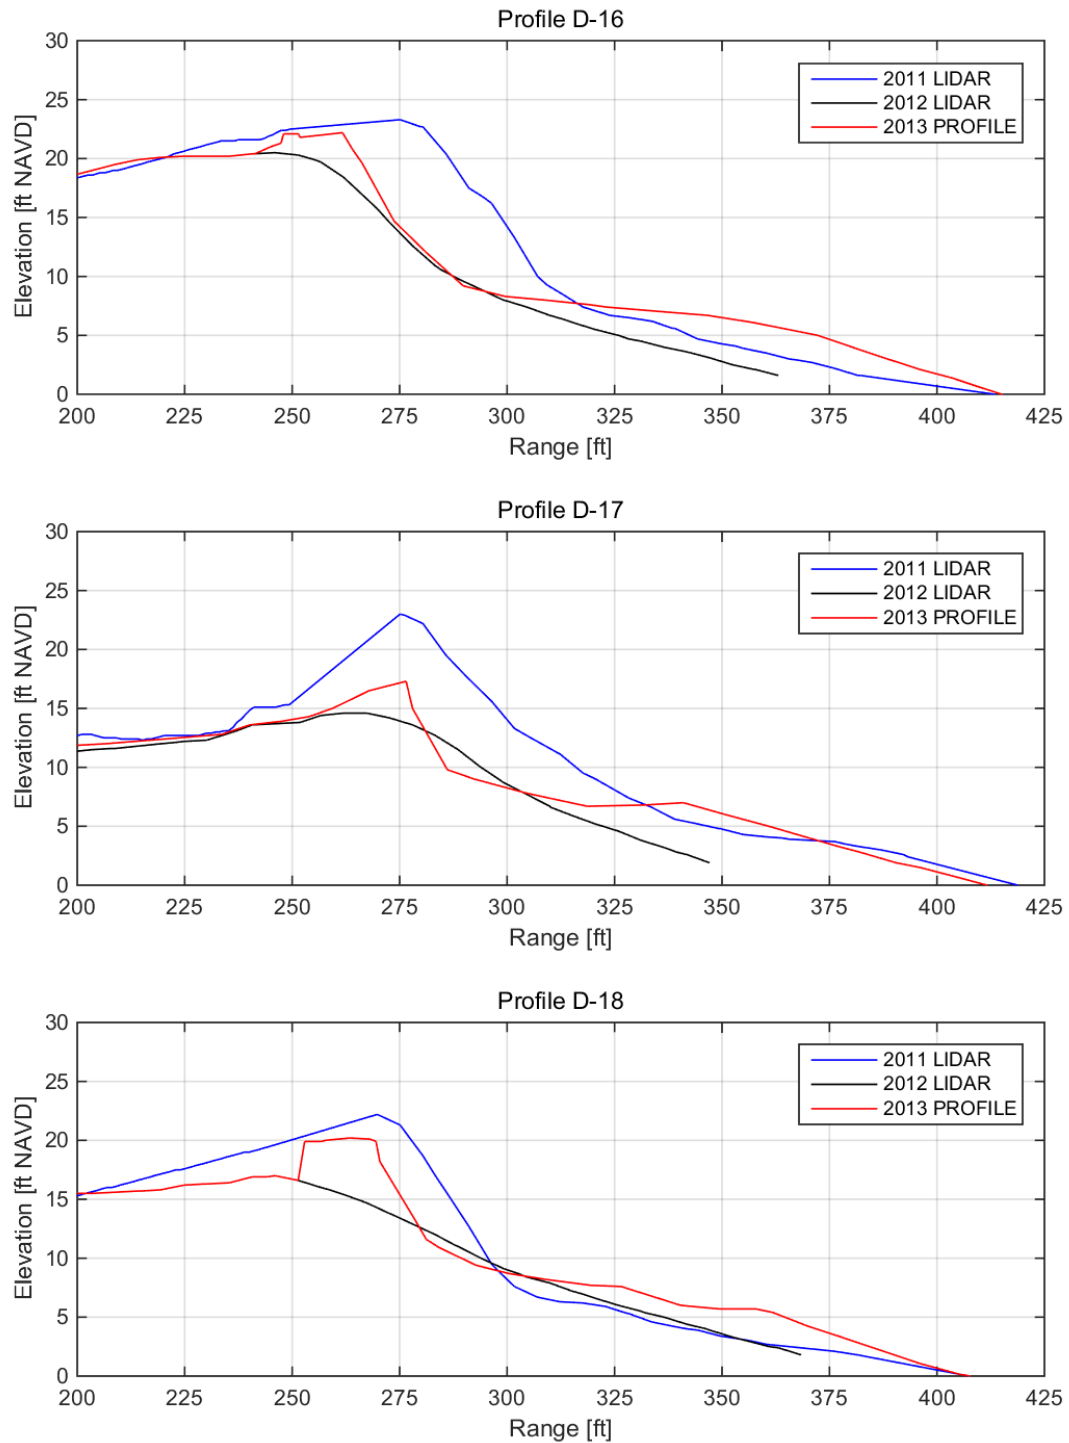 Profile D-16
30
25
20
15
10
5
0
Elevation [ft NAVD]
2011 LIDAR
2012 LIDAR
2013 PROFILE
200 225 250 275 300 325 350 375 400 425
Range [ft]
Profile D-17
30
25
20
15
10
5
0
Elevation [ft NAVD]
2011 LIDAR
2012 LIDAR
2013 PROFILE
200 225 250 275 300 325 350 375 400 425
Range [ft]
Profile D-18
30
25
20
15
10
5
0
Elevation [ft NAVD]
2011 LIDAR
2012 LIDAR
2013 PROFILE
200 225 250 275 300 325 350 375 400 425
Range [ft]